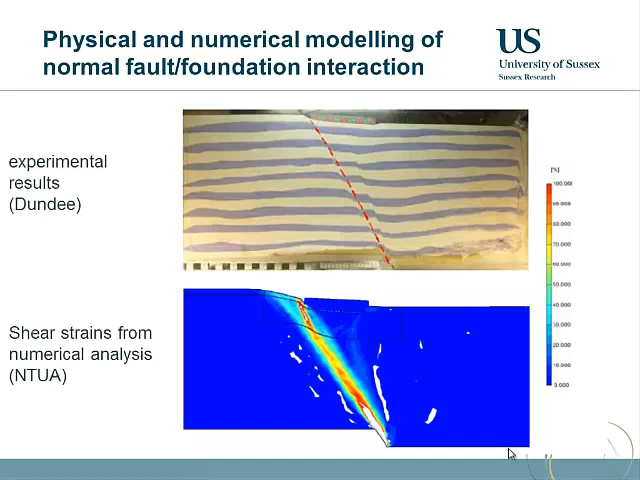 Physical and numerical modelling of
normal fault/foundation interaction
US
University of Sussex
Sussex Research
experimental
results
(Dundee)
Shear strains from
numerical analysis
(NTUA)
[%]
100.000
90.000
80.000
70.000
60.000
50.000
40.000
30.000
20.000
10.000
0.000